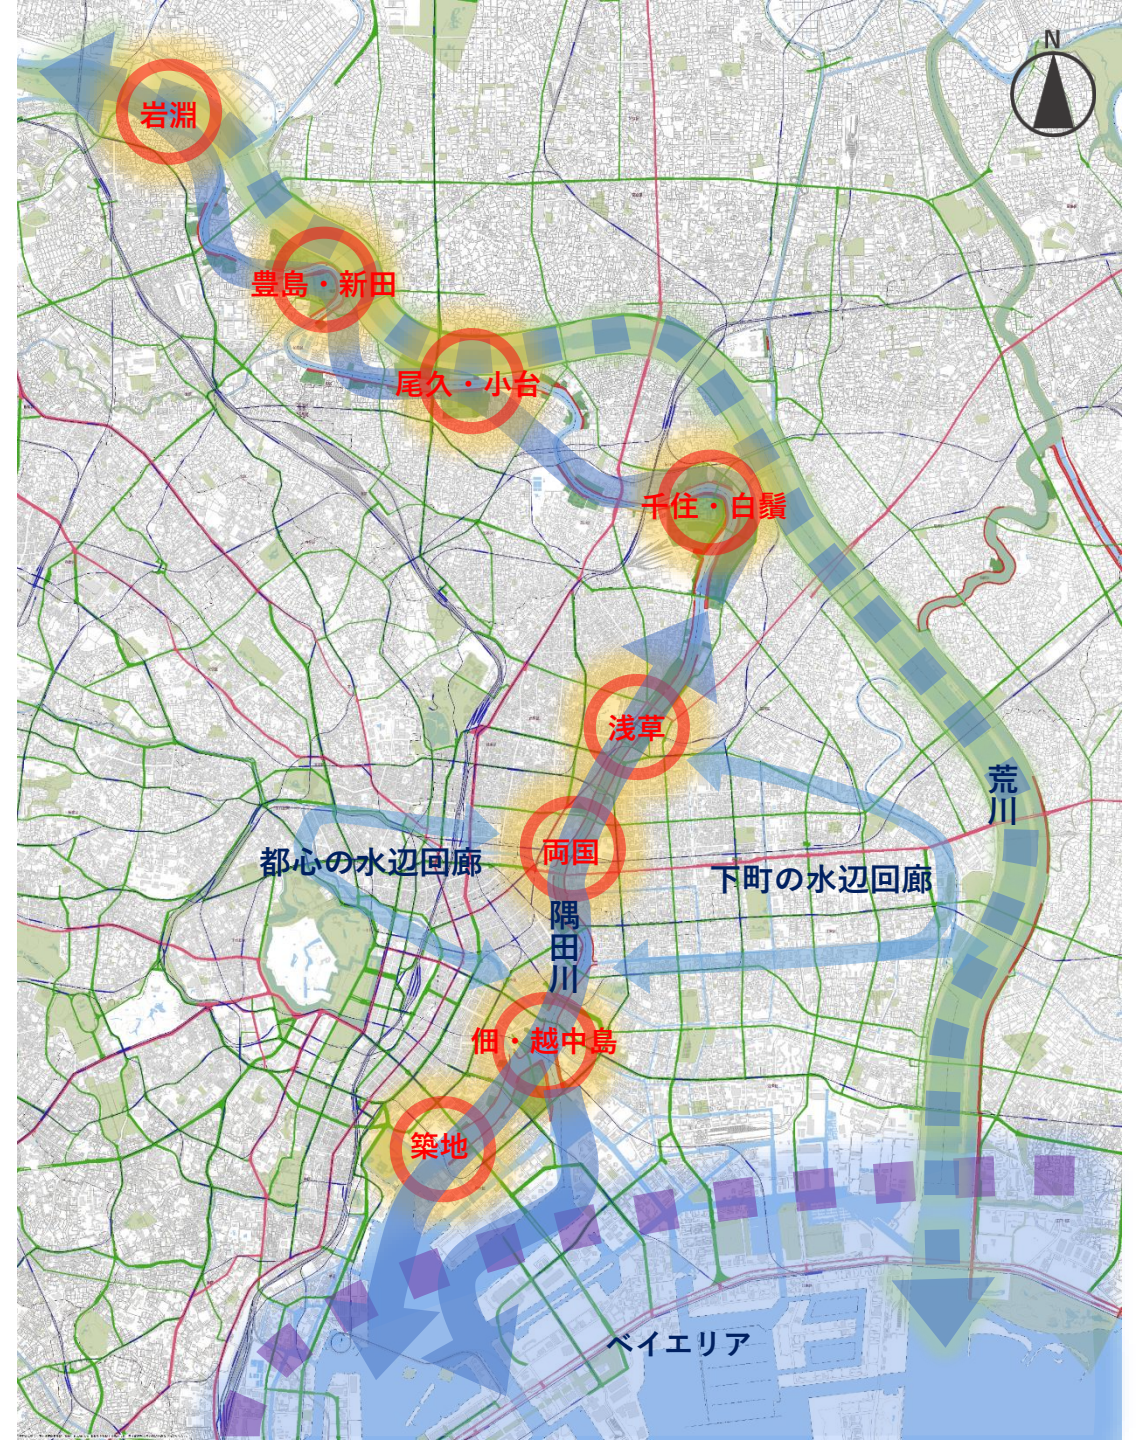 N
岩淵
豊島・新田
尾久・小台
千住・白鬚
浅草
荒川
両国
都心の水辺回廊
下町の水辺回廊
隅田川
佃・越中島
築地
ベイエリア